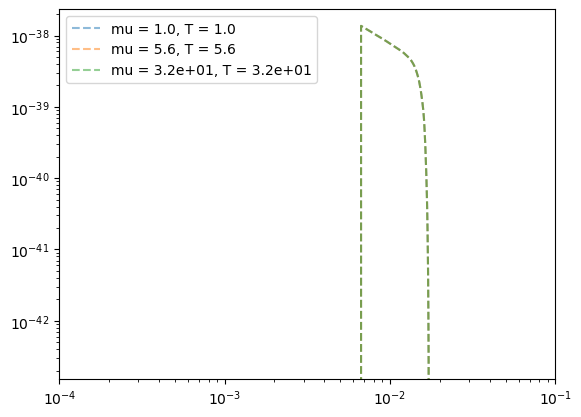 mu = 1.0, T = 1.0
mu = 5.6, T = 5.6
mu = 3.2e+01, T = 3.2e+01
10⁻³⁸
10⁻³⁹
10⁻⁴⁰
10⁻⁴¹
10⁻⁴²
10⁻⁴ 10⁻³ 10⁻² 10⁻¹